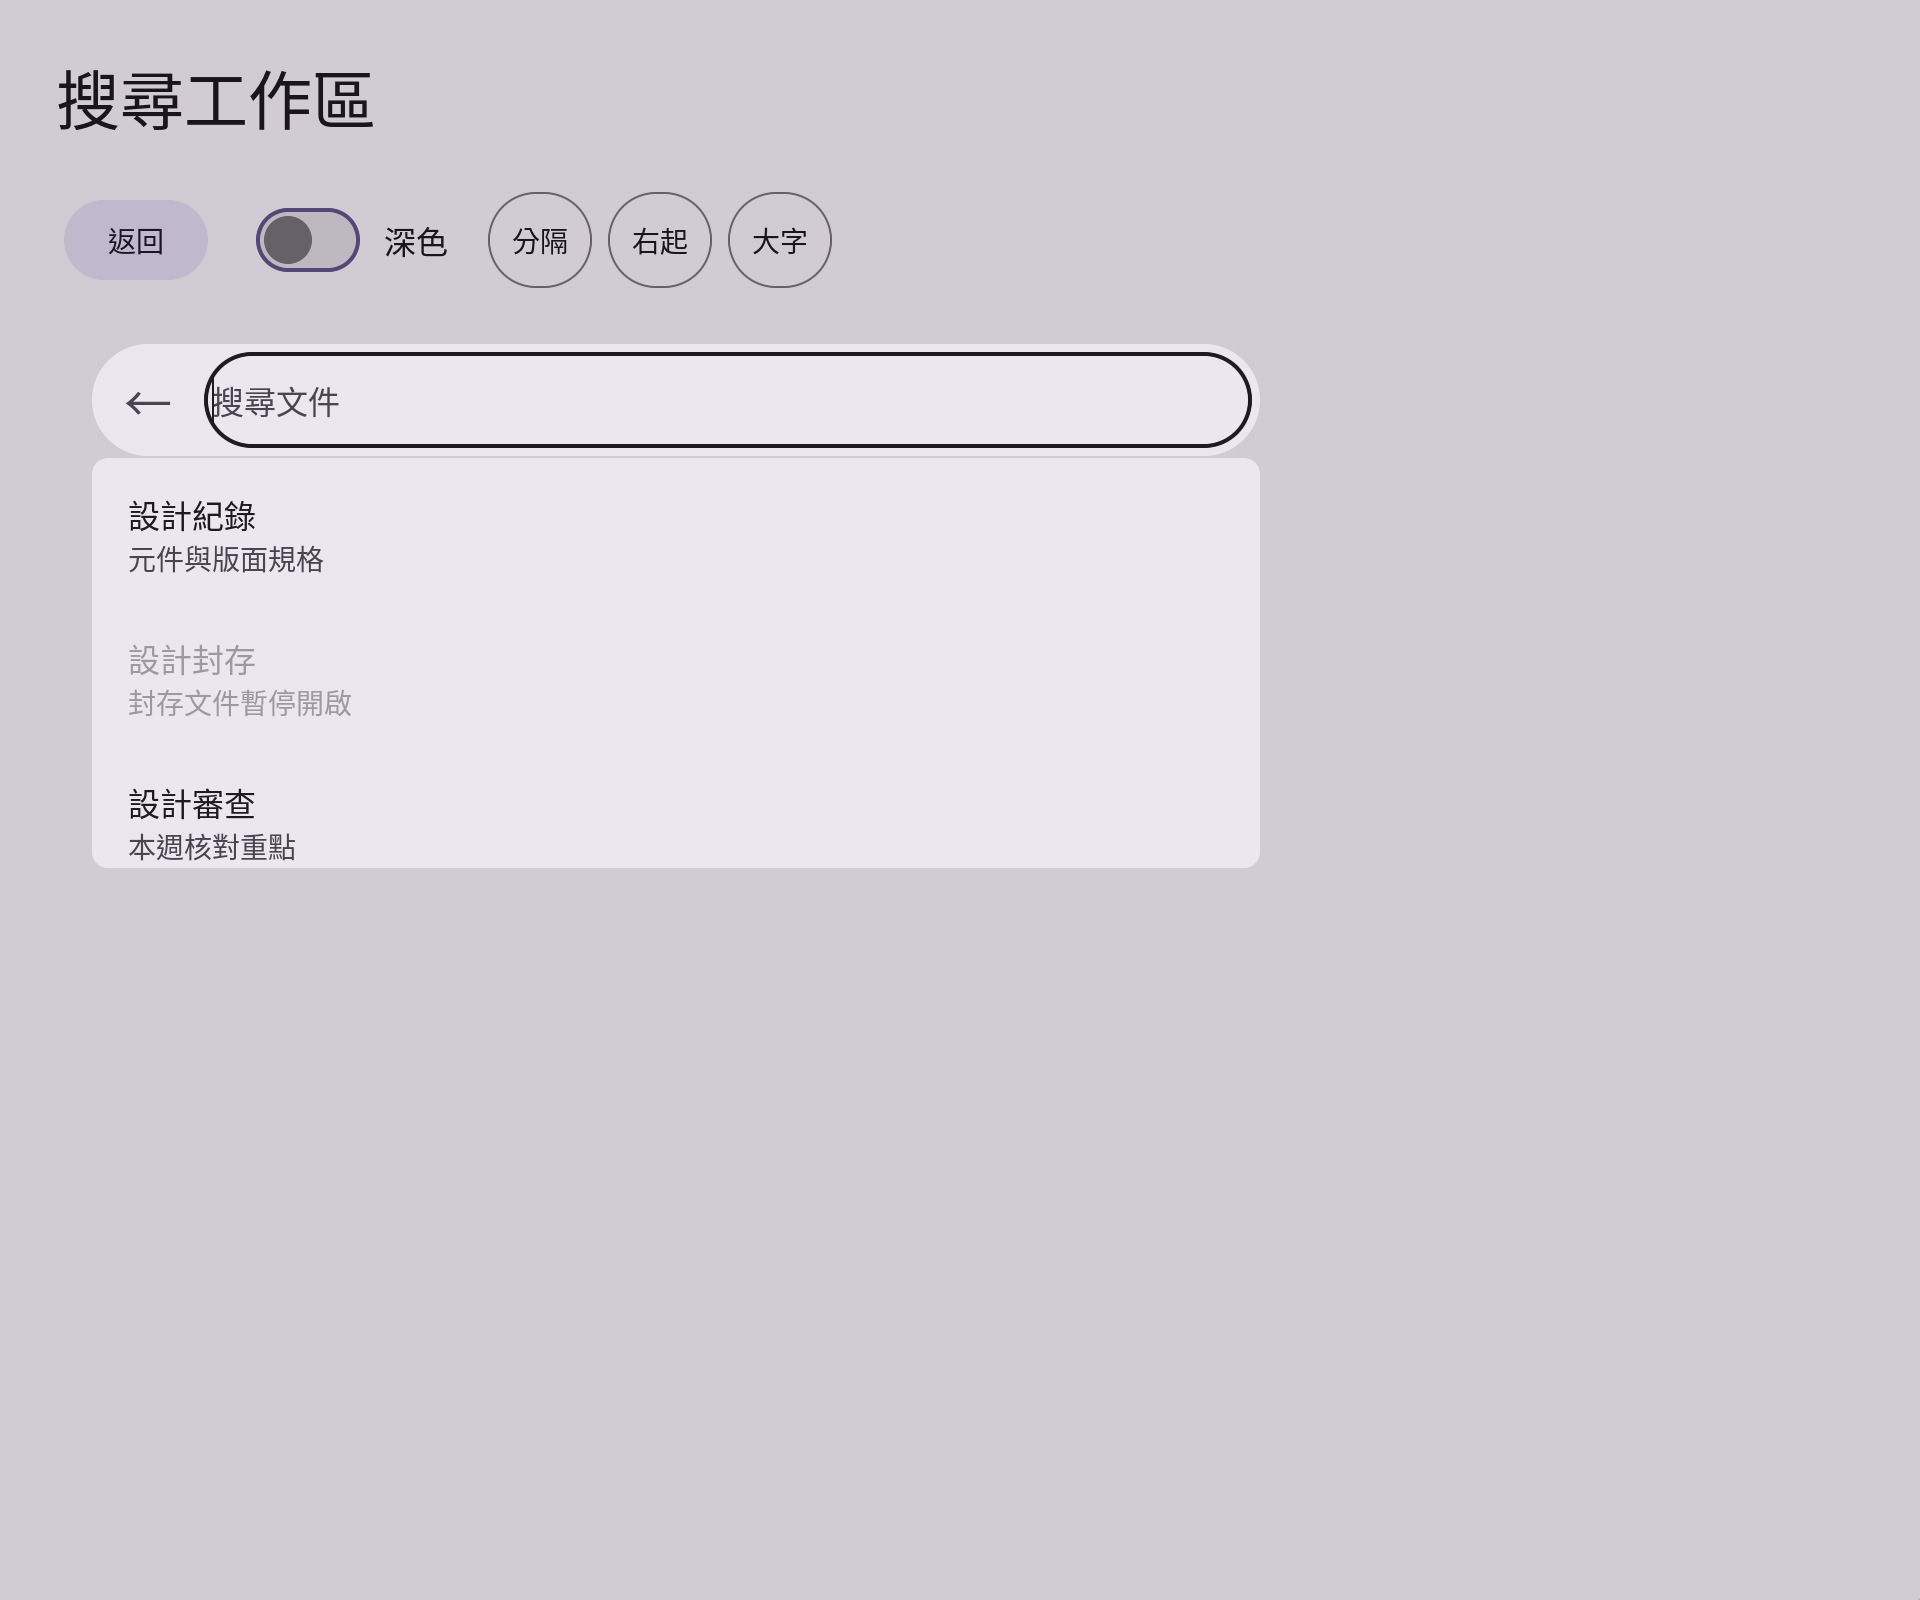 搜尋工作區
返回 深色 分隔 右起 大字
← 搜尋文件
設計紀錄
元件與版面規格
設計封存
封存文件暫停開啟
設計審查
本週核對重點